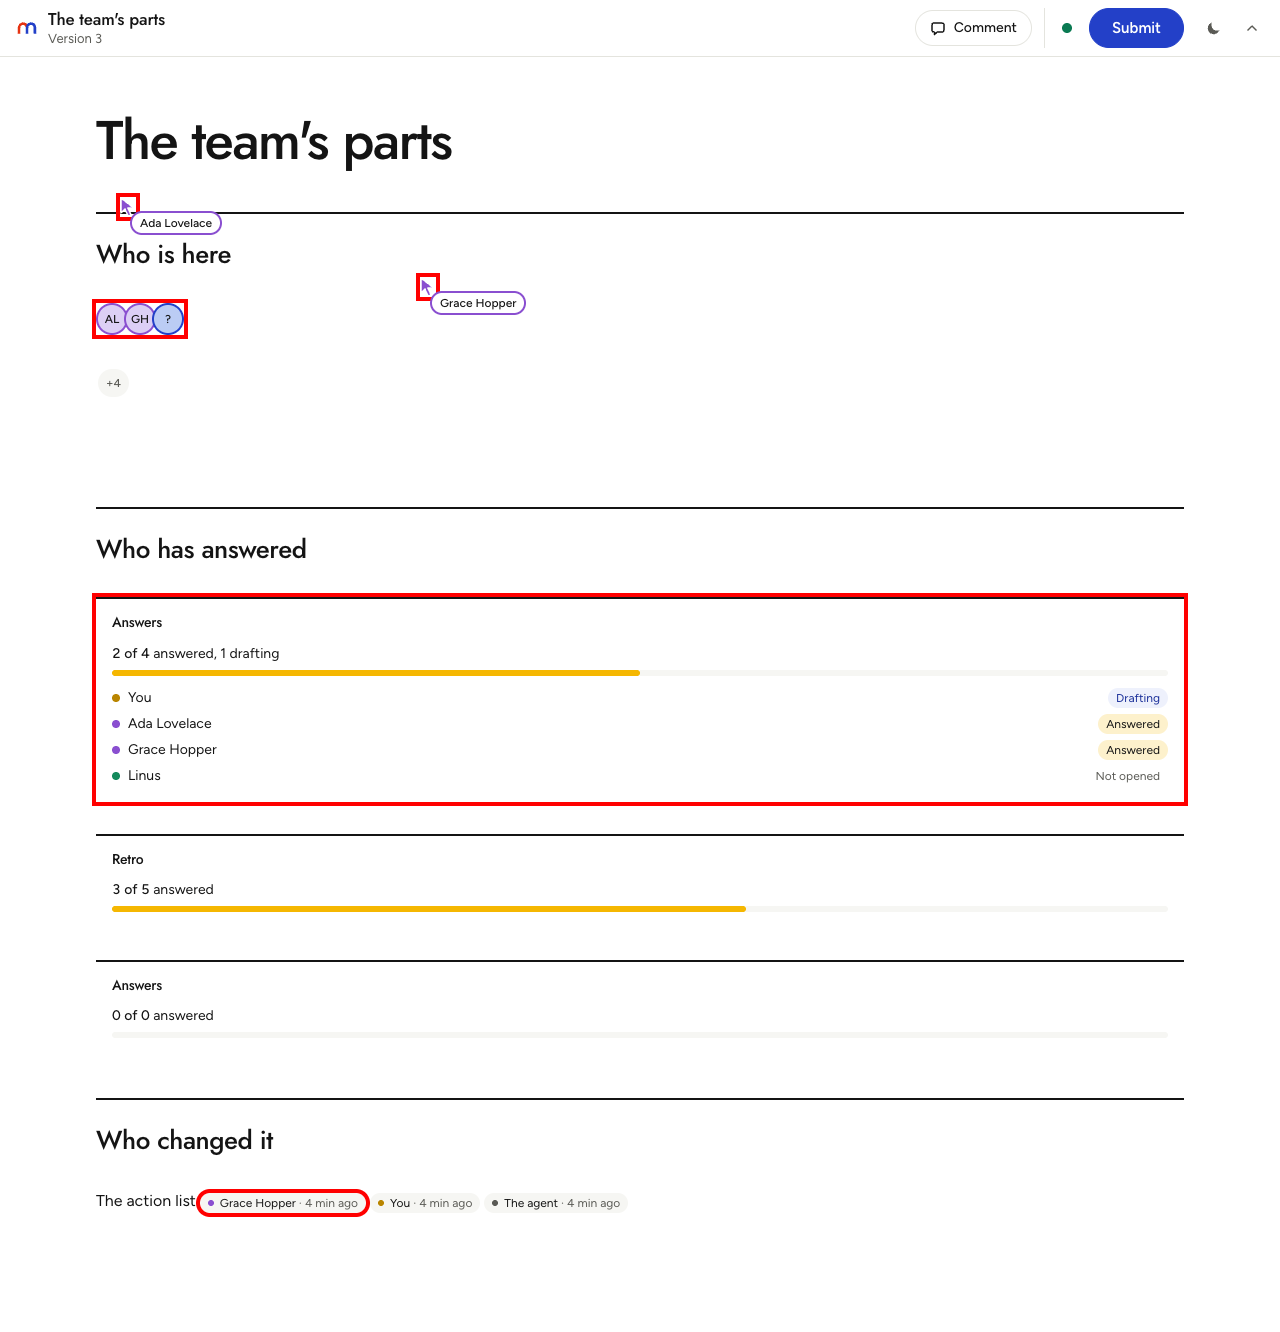 The team's parts
Version 3
Comment
Submit
The team's parts
Ada Lovelace
Who is here
Grace Hopper
AL GH ?
+4
Who has answered
Answers
2 of 4 answered, 1 drafting
You Drafting
Ada Lovelace Answered
Grace Hopper Answered
Linus Not opened
Retro
3 of 5 answered
Answers
0 of 0 answered
Who changed it
The action list Grace Hopper · 4 min ago You · 4 min ago The agent · 4 min ago